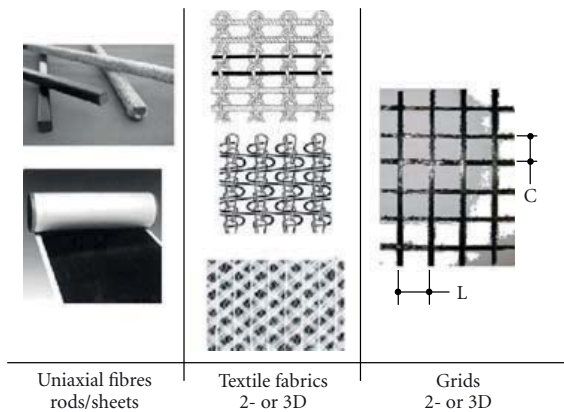 C
L
Uniaxial fibres
rods/sheets
Textile fabrics
2- or 3D
Grids
2- or 3D